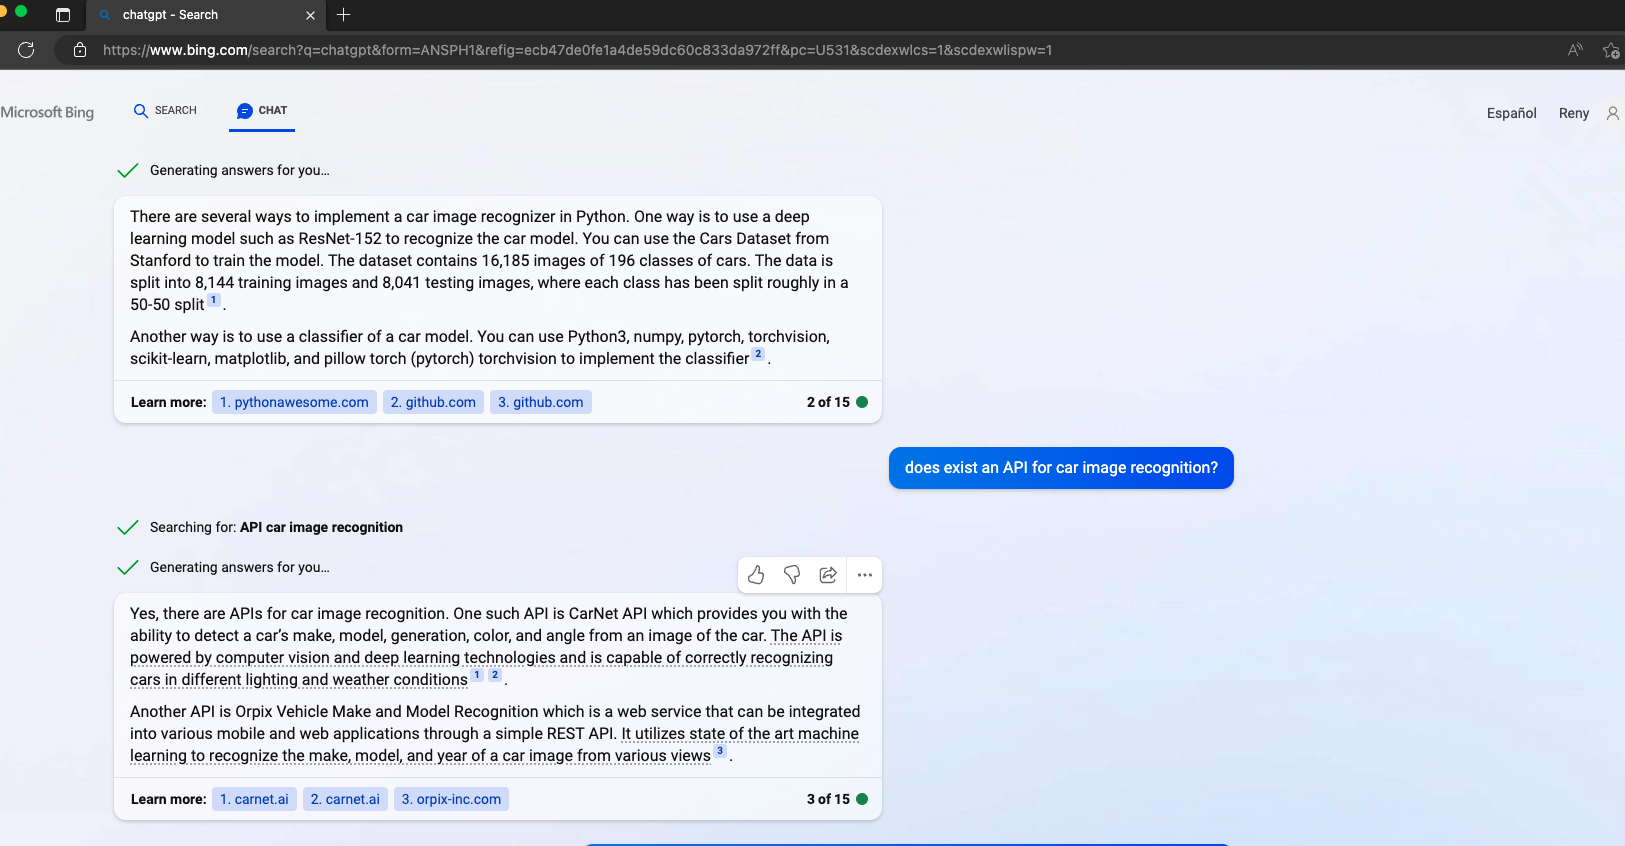 chatgpt - Search
https://www.bing.com/search?q=chatgpt&form=ANSPH1&refig=ecb47de0fe1a4de59dc60c833da972ff&pc=U531&scdexwlcs=1&scdexwlispw=1
Microsoft Bing
SEARCH
CHAT
Español
Reny
Generating answers for you...
There are several ways to implement a car image recognizer in Python. One way is to use a deep
learning model such as ResNet-152 to recognize the car model. You can use the Cars Dataset from
Stanford to train the model. The dataset contains 16,185 images of 196 classes of cars. The data is
split into 8,144 training images and 8,041 testing images, where each class has been split roughly in a
50-50 split 1 .
Another way is to use a classifier of a car model. You can use Python3, numpy, pytorch, torchvision,
scikit-learn, matplotlib, and pillow torch (pytorch) torchvision to implement the classifier 2 .
Learn more: 1. pythonawesome.com 2. github.com 3. github.com 2 of 15
does exist an API for car image recognition?
Searching for: API car image recognition
Generating answers for you...
Yes, there are APIs for car image recognition. One such API is CarNet API which provides you with the
ability to detect a car’s make, model, generation, color, and angle from an image of the car. The API is
powered by computer vision and deep learning technologies and is capable of correctly recognizing
cars in different lighting and weather conditions 1 2 .
Another API is Orpix Vehicle Make and Model Recognition which is a web service that can be integrated
into various mobile and web applications through a simple REST API. It utilizes state of the art machine
learning to recognize the make, model, and year of a car image from various views 3 .
Learn more: 1. carnet.ai 2. carnet.ai 3. orpix-inc.com 3 of 15